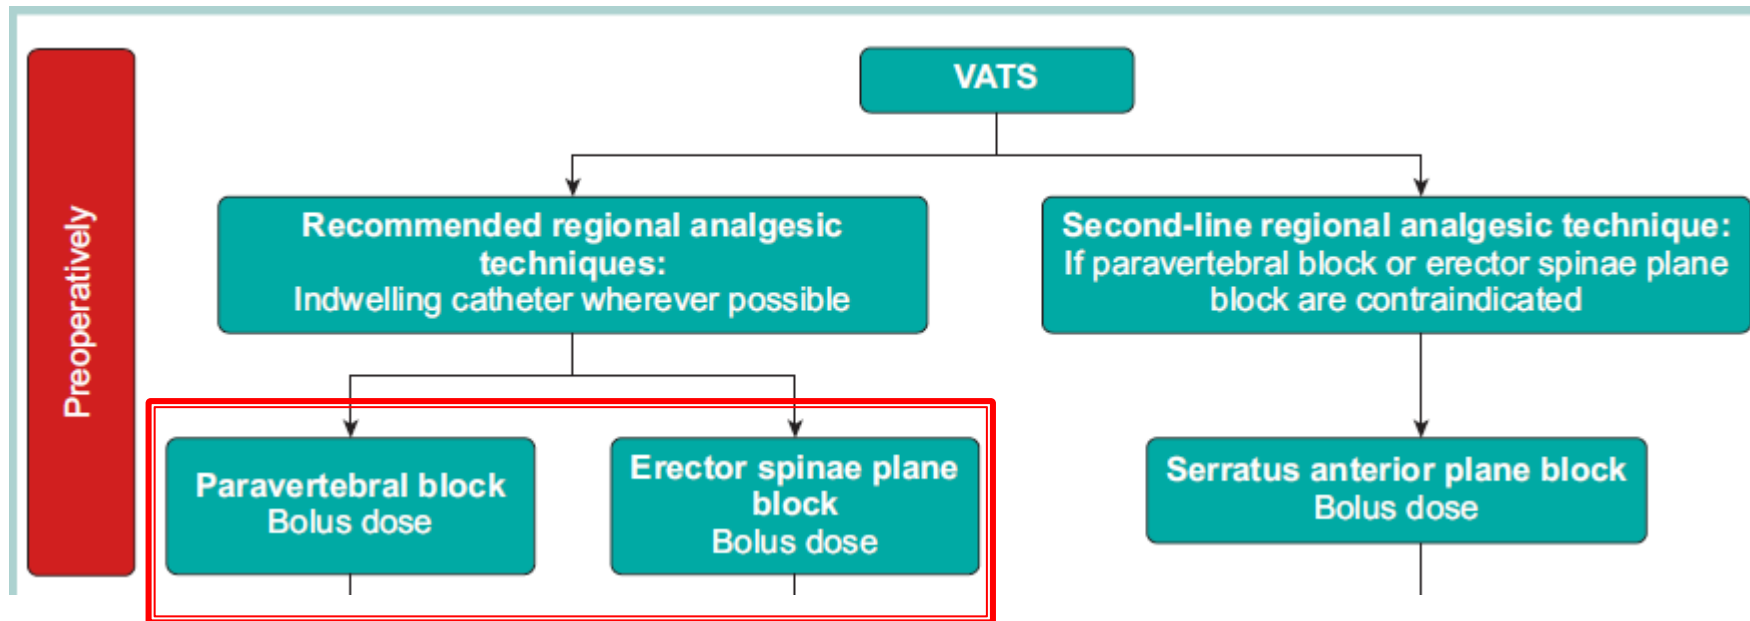 VATS
Preoperatively
Recommended regional analgesic
techniques:
Indwelling catheter wherever possible
Second-line regional analgesic technique:
If paravertebral block or erector spinae plane
block are contraindicated
Paravertebral block
Bolus dose
Erector spinae plane
block
Bolus dose
Serratus anterior plane block
Bolus dose